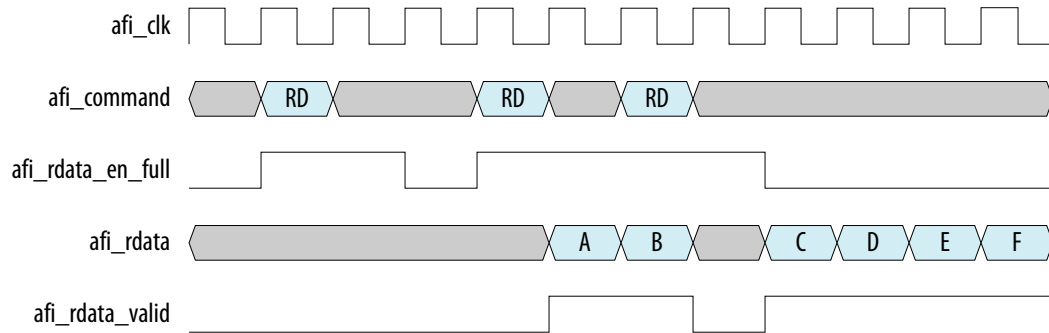 afi_clk
afi_command RD RD RD
afi_rdata_en_full
afi_rdata A B C D E F
afi_rdata_valid